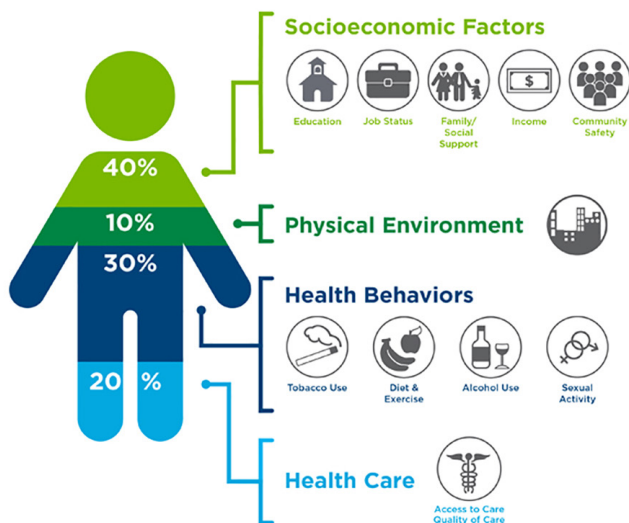 Socioeconomic Factors
$
Education
Job Status
Family/
Social
Support
Income
Community
Safety
40%
10%
Physical Environment
30%
Health Behaviors
Tobacco Use
Diet &
Exercise
Alcohol Use
Sexual
Activity
20 %
Health Care
Access to Care
Quality of Care